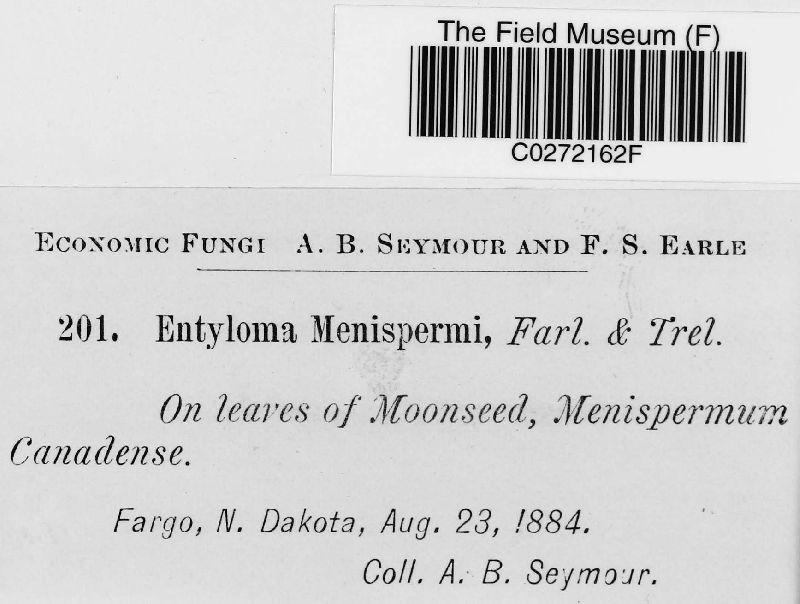 The Field Museum (F)
C0272162F
ECONOMIC FUNGI A. B. SEYMOUR AND F. S. EARLE
201. Entyloma Menispermi, Farl. & Trel.
On leaves of Moonseed, Menispermum
Canadense.
Fargo, N. Dakota, Aug. 23, 1884.
Coll. A. B. Seymour.